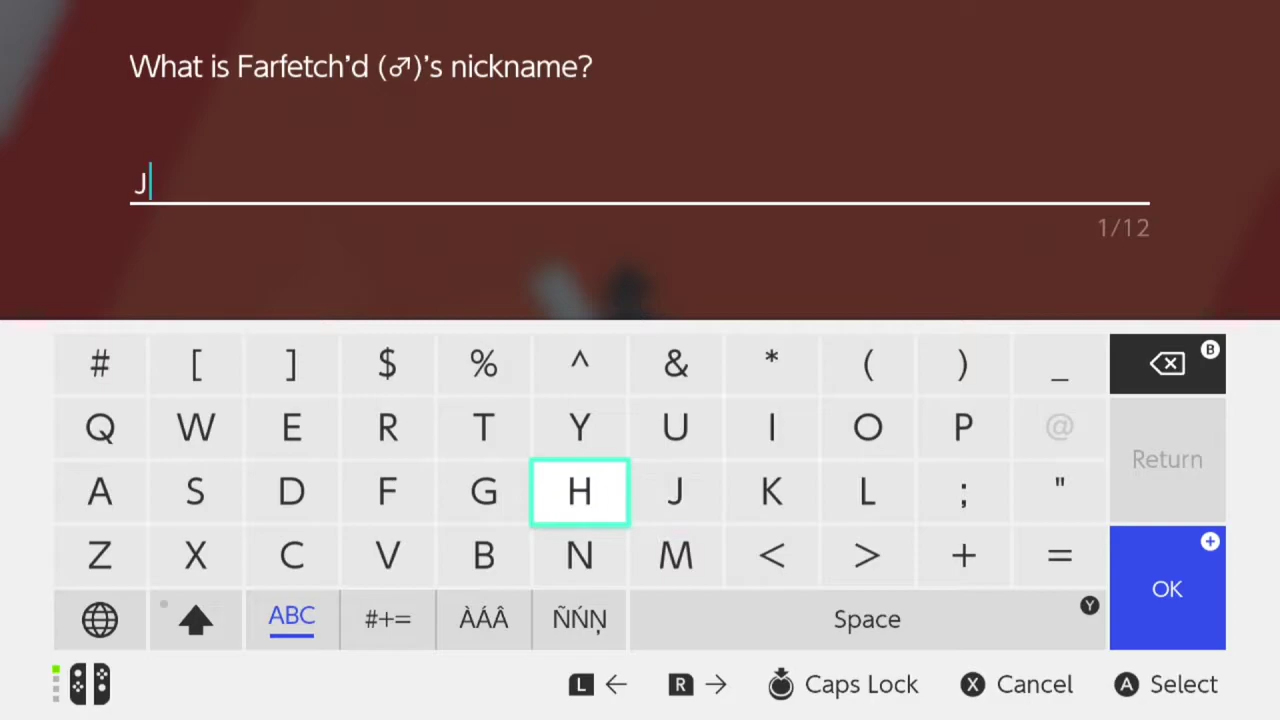 What is Farfetch'd (♂)'s nickname?
J
1/12
# [ ] $ % ^ & * ( ) _ B
Q W E R T Y U I O P @ Return
A S D F G H J K L ; "
Z X C V B N M < > + = OK +
ABC #+= ÀÁÂ ÑŃŅ Space Y
L ← R → Caps Lock X Cancel A Select